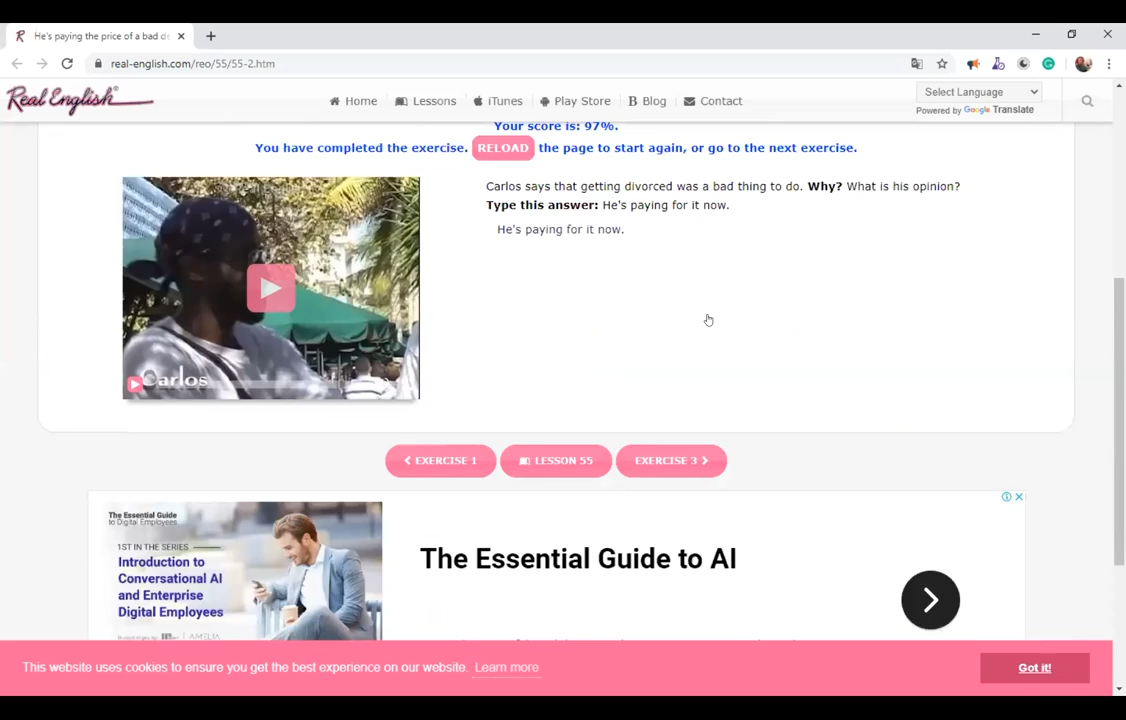 He's paying the price of a bad de
real-english.com/reo/55/55-2.htm
Real English®
Home
Lessons
iTunes
Play Store
Blog
Contact
Select Language
Powered by Google Translate
Your score is: 97%.
You have completed the exercise. RELOAD the page to start again, or go to the next exercise.
Carlos says that getting divorced was a bad thing to do. Why? What is his opinion?
Type this answer: He's paying for it now.
He's paying for it now.
Carlos
EXERCISE 1
LESSON 55
EXERCISE 3
The Essential Guide
to Digital Employees
1ST IN THE SERIES
Introduction to
Conversational AI
and Enterprise
Digital Employees
AMELIA
The Essential Guide to AI
This website uses cookies to ensure you get the best experience on our website. Learn more
Got it!